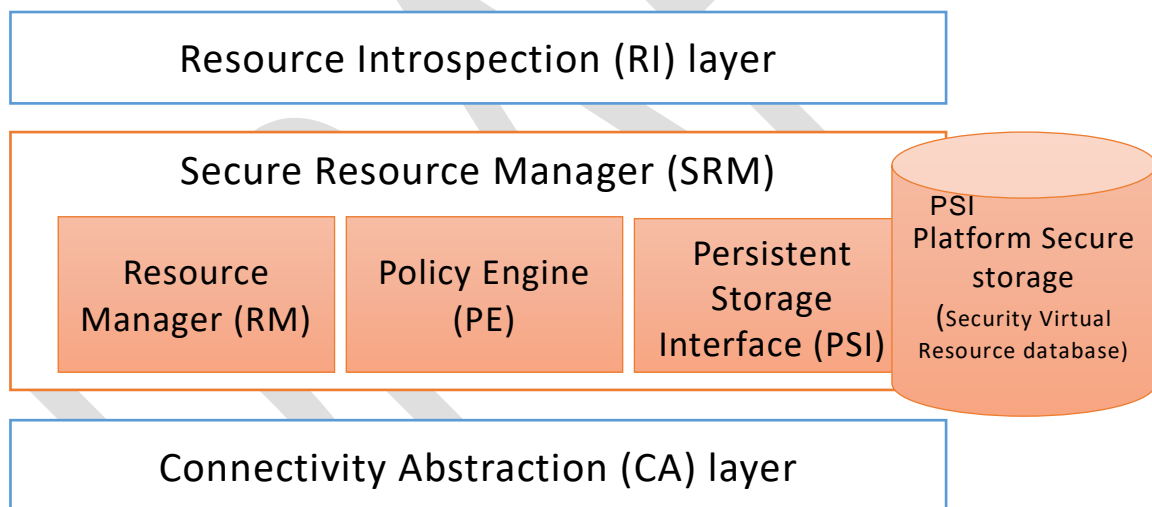 Resource Introspection (RI) layer
Secure Resource Manager (SRM)
Resource
Manager (RM)
Policy Engine
(PE)
Persistent
Storage
Interface (PSI)
PSI
Platform Secure
storage
(Security Virtual
Resource database)
Connectivity Abstraction (CA) layer